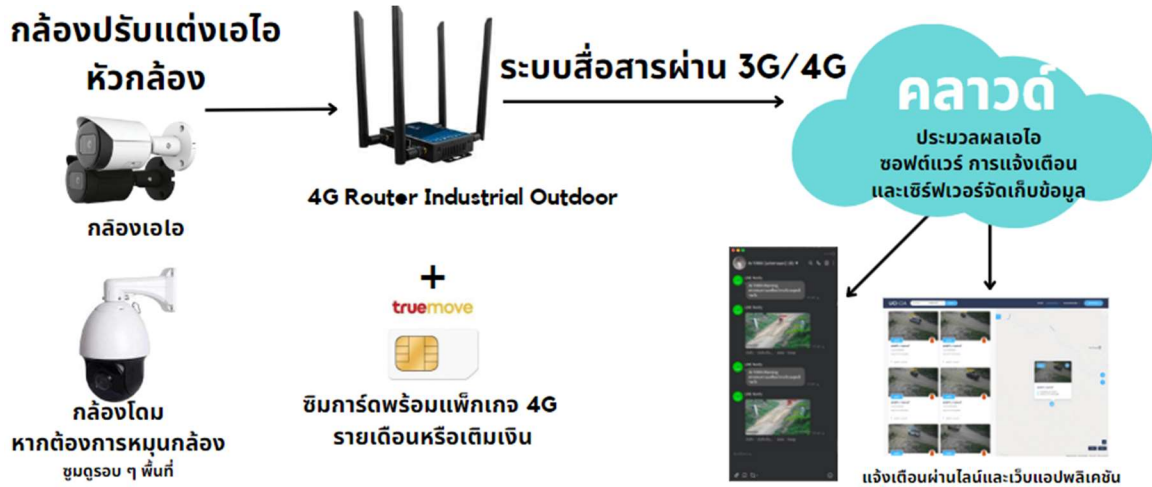 กล้องปรับแต่งเอไอ
หัวกล้อง
กล้องเอไอ
กล้องโดม
หากต้องการหมุนกล้อง
ซูมดูรอบ ๆ พื้นที่
4G Router Industrial Outdoor
+
truemove
ซิมการ์ดพร้อมแพ็กเกจ 4G
รายเดือนหรือเติมเงิน
ระบบสื่อสารผ่าน 3G/4G
คลาวด์
ประมวลผลเอไอ
ซอฟต์แวร์ การแจ้งเตือน
และเซิร์ฟเวอร์จัดเก็บข้อมูล
แจ้งเตือนผ่านไลน์และเว็บแอปพลิเคชัน